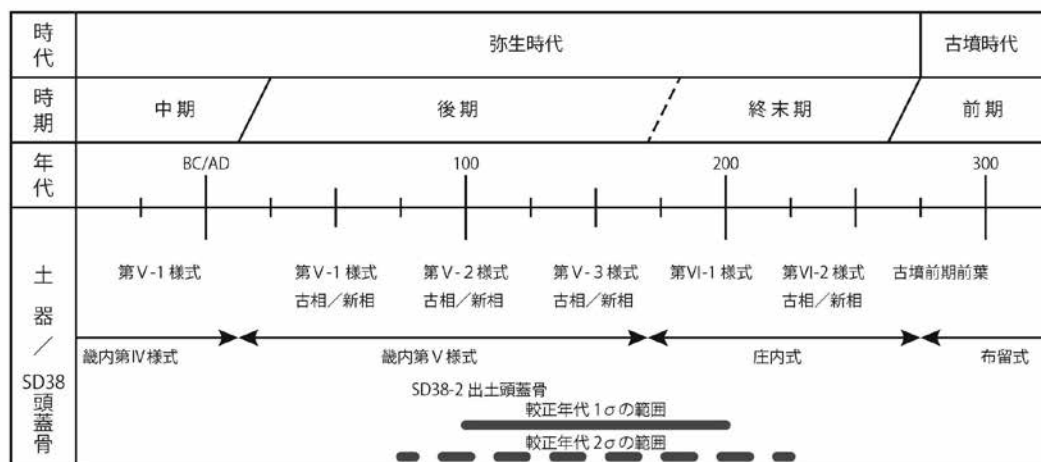 時代
弥生時代
古墳時代
時期
中期
後期
終末期
前期
年代
BC/AD
100
200
300
土器／SD38頭蓋骨
第Ⅴ-1 様式
第Ⅴ-1 様式
古相／新相
第Ⅴ-2 様式
古相／新相
第Ⅴ-3 様式
古相／新相
第Ⅵ-1 様式
第Ⅵ-2 様式
古相／新相
古墳前期前葉
畿内第Ⅳ様式
畿内第Ⅴ様式
庄内式
布留式
SD38-2 出土頭蓋骨
較正年代 1σの範囲
較正年代 2σの範囲